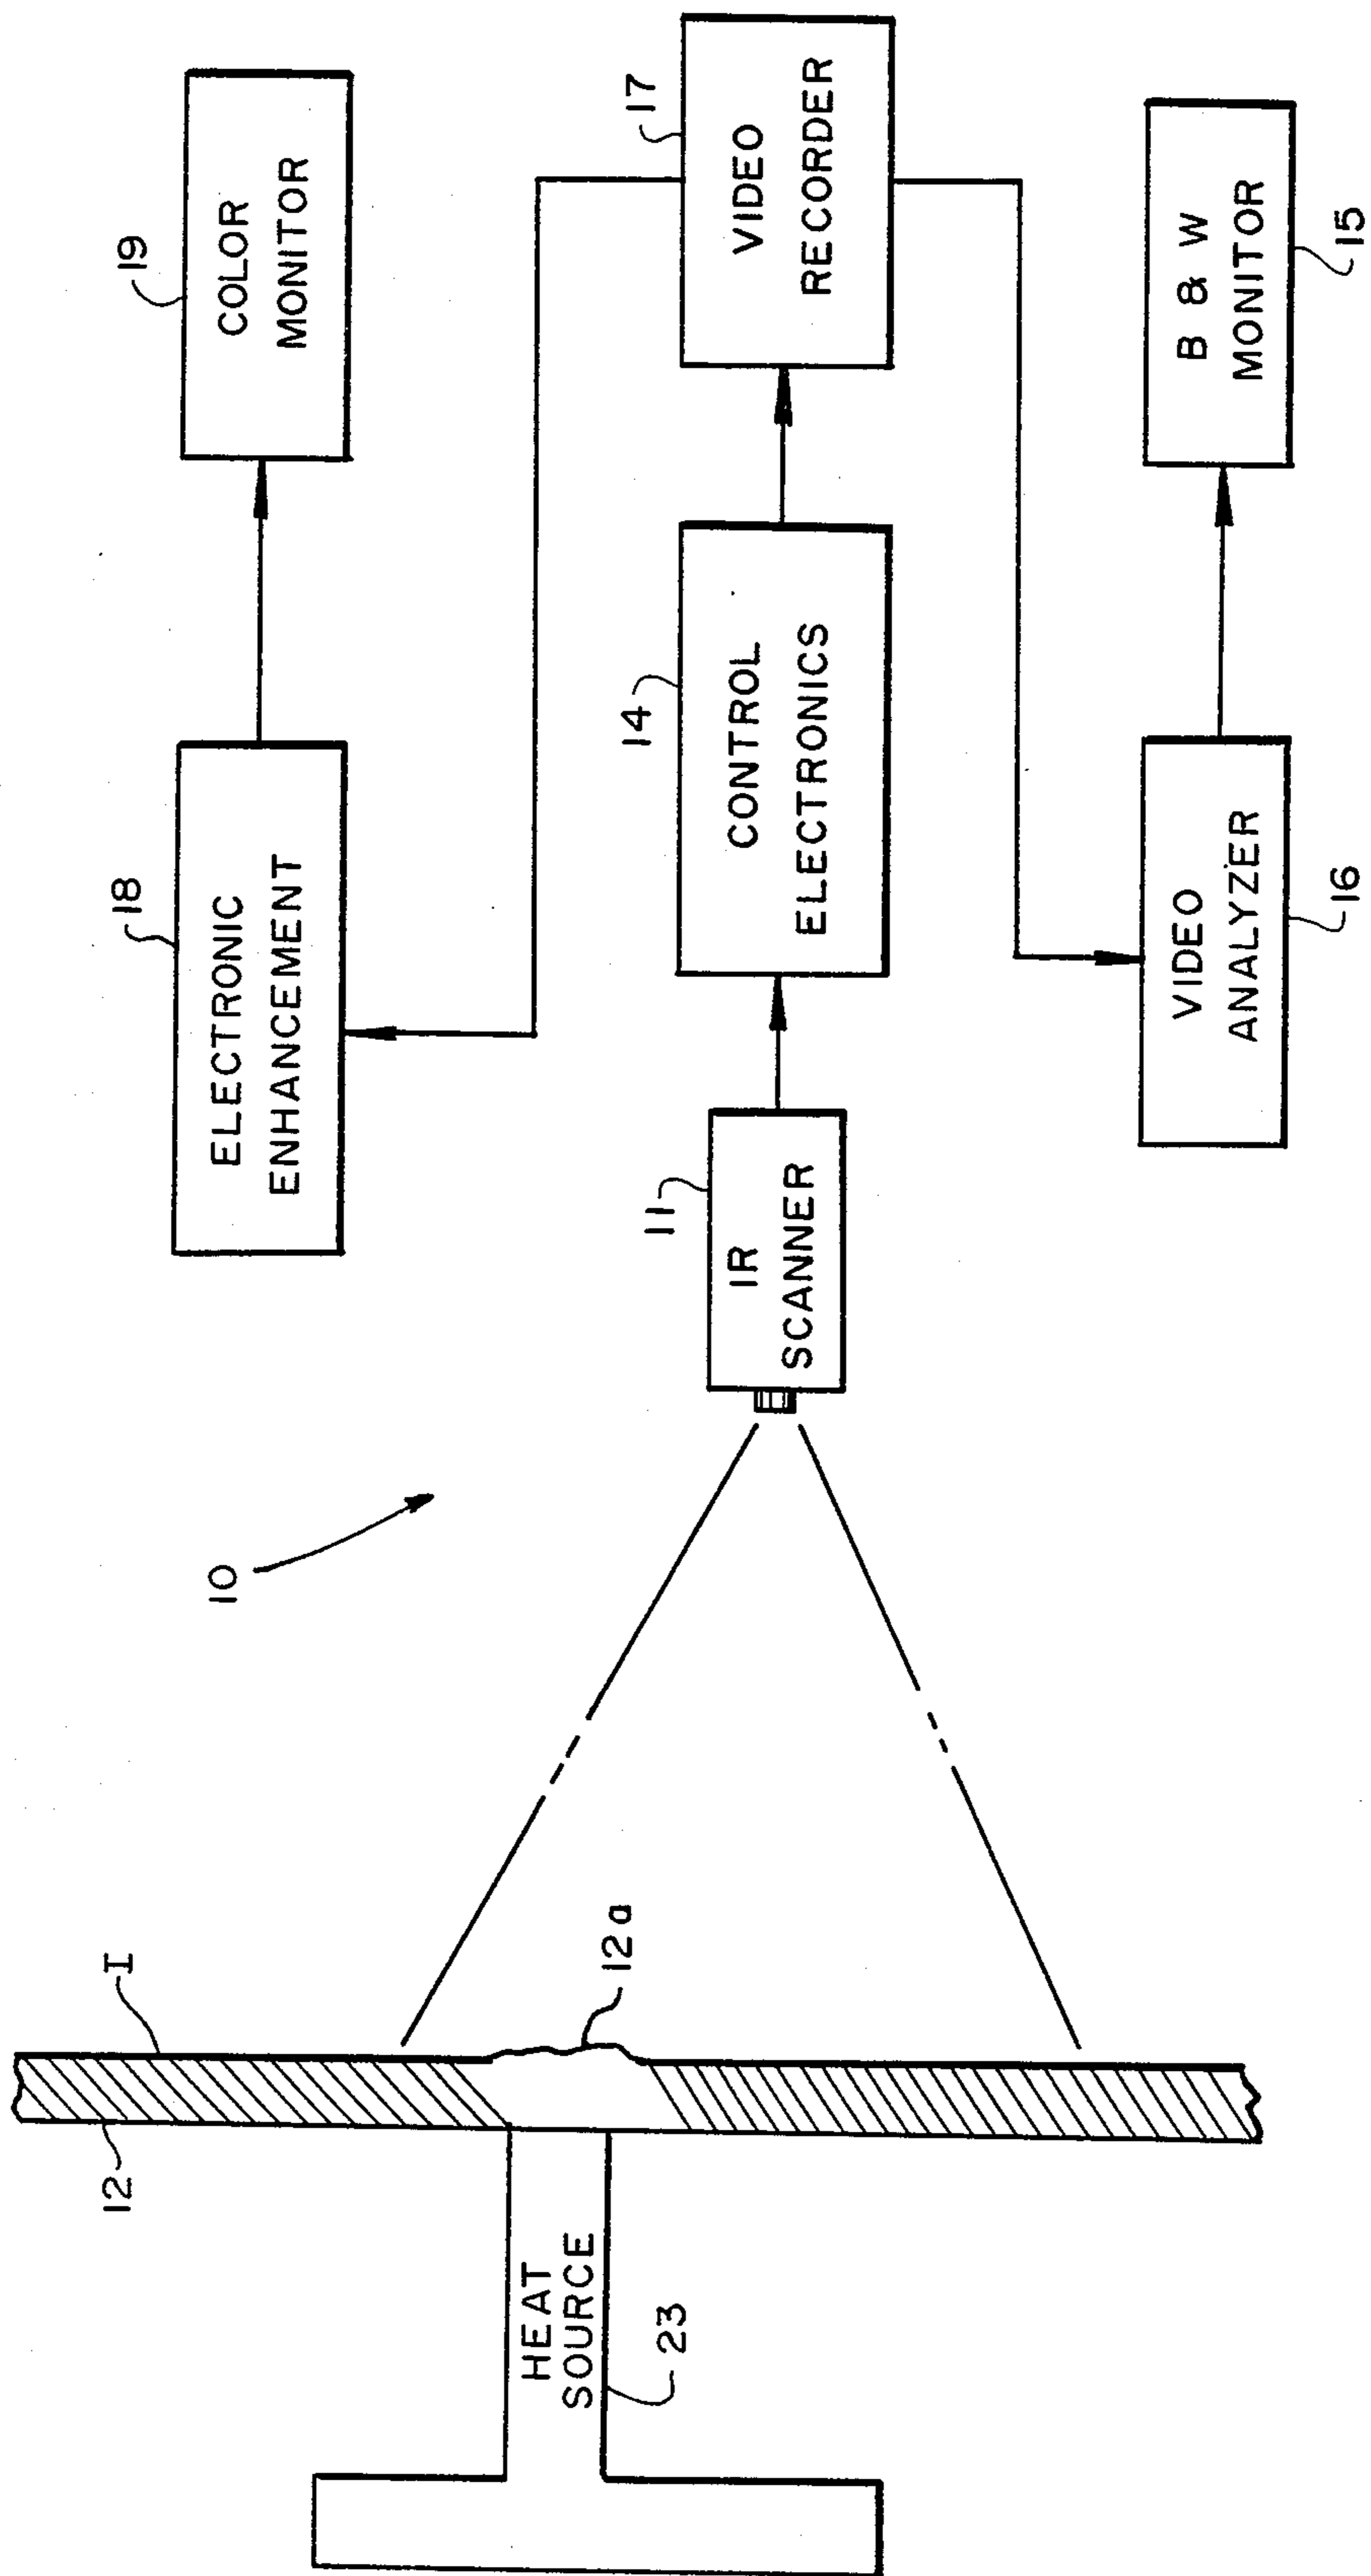 19
COLOR
MONITOR
18
ELECTRONIC
ENHANCEMENT
17
VIDEO
RECORDER
14
CONTROL
ELECTRONICS
11
IR
SCANNER
B & W
MONITOR
15
VIDEO
ANALYZER
16
10
I
12
12a
HEAT
SOURCE
23